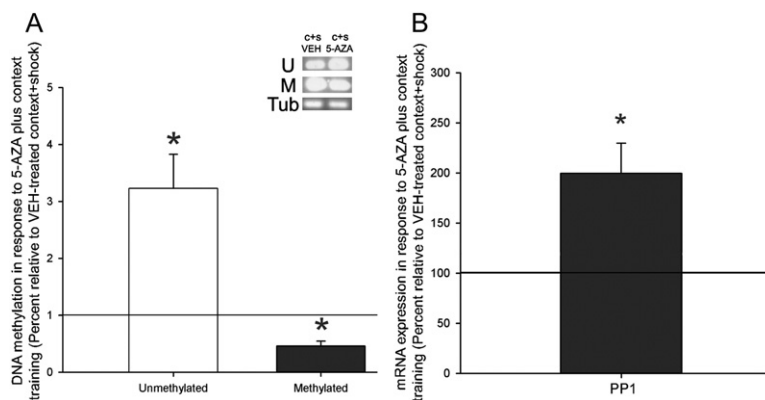 A
c+s c+s
VEH 5-AZA
U
M
Tub
DNA methylation in response to 5-AZA plus context
training (Percent relative to VEH-treated context+shock)
5
4
3
2
1
0
*
*
Unmethylated Methylated
B
mRNA expression in response to 5-AZA plus context
training (Percent relative to VEH-treated context+shock)
300
250
200
150
100
50
0
*
PP1